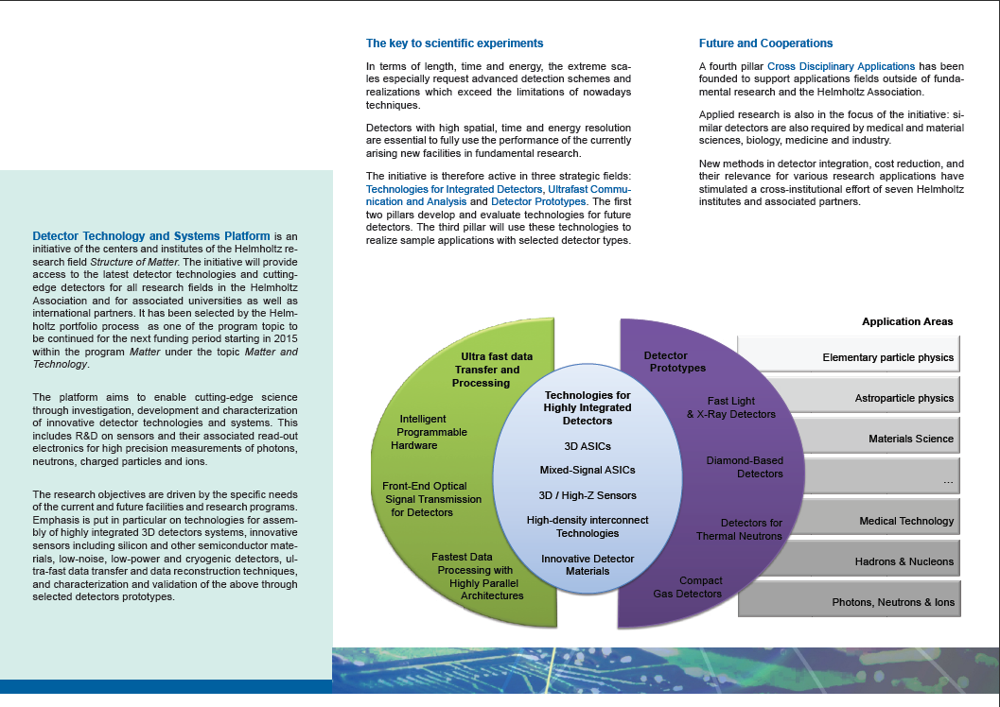 Detector Technology and Systems Platform is an
initiative of the centers and institutes of the Helmholtz re-
search field Structure of Matter. The initiative will provide
access to the latest detector technologies and cutting-
edge detectors for all research fields in the Helmholtz
Association and for associated universities as well as
international partners. It has been selected by the Helm-
holtz portfolio process as one of the program topic to
be continued for the next funding period starting in 2015
within the program Matter under the topic Matter and
Technology.
The platform aims to enable cutting-edge science
through investigation, development and characterization
of innovative detector technologies and systems. This
includes R&D on sensors and their associated read-out
electronics for high precision measurements of photons,
neutrons, charged particles and ions.
The research objectives are driven by the specific needs
of the current and future facilities and research programs.
Emphasis is put in particular on technologies for assem-
bly of highly integrated 3D detectors systems, innovative
sensors including silicon and other semiconductor mate-
rials, low-noise, low-power and cryogenic detectors, ul-
tra-fast data transfer and data reconstruction techniques,
and characterization and validation of the above through
selected detectors prototypes.
The key to scientific experiments
In terms of length, time and energy, the extreme sca-
les especially request advanced detection schemes and
realizations which exceed the limitations of nowadays
techniques.
Detectors with high spatial, time and energy resolution
are essential to fully use the performance of the currently
arising new facilities in fundamental research.
The initiative is therefore active in three strategic fields:
Technologies for Integrated Detectors, Ultrafast Commu-
nication and Analysis and Detector Prototypes. The first
two pillars develop and evaluate technologies for future
detectors. The third pillar will use these technologies to
realize sample applications with selected detector types.
Future and Cooperations
A fourth pillar Cross Disciplinary Applications has been
founded to support applications fields outside of funda-
mental research and the Helmholtz Association.
Applied research is also in the focus of the initiative: si-
milar detectors are also required by medical and material
sciences, biology, medicine and industry.
New methods in detector integration, cost reduction, and
their relevance for various research applications have
stimulated a cross-institutional effort of seven Helmholtz
institutes and associated partners.
Ultra fast data
Transfer and
Processing
Intelligent
Programmable
Hardware
Front-End Optical
Signal Transmission
for Detectors
Fastest Data
Processing with
Highly Parallel
Architectures
Technologies for
Highly Integrated
Detectors
3D ASICs
Mixed-Signal ASICs
3D / High-Z Sensors
High-density interconnect
Technologies
Innovative Detector
Materials
Detector
Prototypes
Fast Light
& X-Ray Detectors
Diamond-Based
Detectors
Detectors for
Thermal Neutrons
Compact
Gas Detectors
Application Areas
Elementary particle physics
Astroparticle physics
Materials Science
...
Medical Technology
Hadrons & Nucleons
Photons, Neutrons & Ions